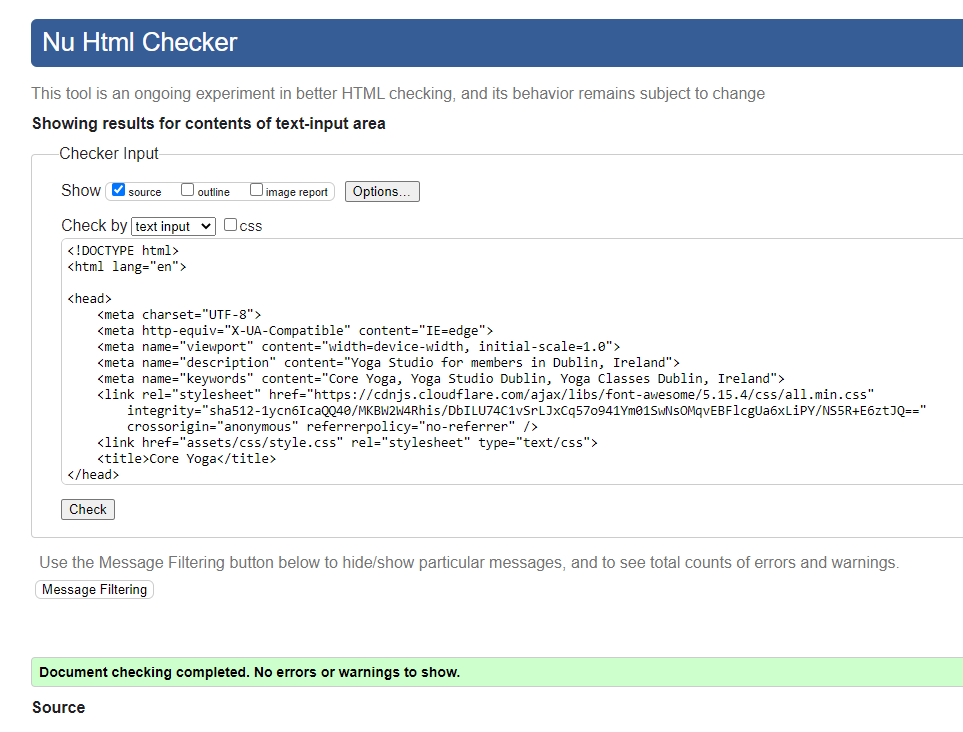 Nu Html Checker
This tool is an ongoing experiment in better HTML checking, and its behavior remains subject to change
Showing results for contents of text-input area
Checker Input
Show source outline image report Options...
Check by text input css
<!DOCTYPE html>
<html lang="en">
<head>
<meta charset="UTF-8">
<meta http-equiv="X-UA-Compatible" content="IE=edge">
<meta name="viewport" content="width=device-width, initial-scale=1.0">
<meta name="description" content="Yoga Studio for members in Dublin, Ireland">
<meta name="keywords" content="Core Yoga, Yoga Studio Dublin, Yoga Classes Dublin, Ireland">
<link rel="stylesheet" href="https://cdnjs.cloudflare.com/ajax/libs/font-awesome/5.15.4/css/all.min.css"
integrity="sha512-1ycn6IcaQQ40/MKBW2W4Rhis/DbILU74C1vSrLJxCq57o941Ym01SwNsOMqvEBFlcgUa6xLiPY/NS5R+E6ztJQ=="
crossorigin="anonymous" referrerpolicy="no-referrer" />
<link href="assets/css/style.css" rel="stylesheet" type="text/css">
<title>Core Yoga</title>
</head>
Check
Use the Message Filtering button below to hide/show particular messages, and to see total counts of errors and warnings.
Message Filtering
Document checking completed. No errors or warnings to show.
Source